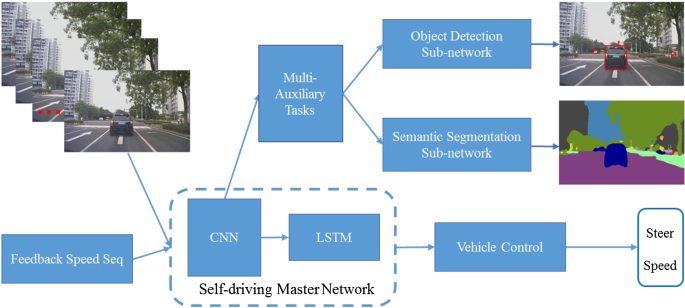 Object Detection
Sub-network
Multi-
Auxiliary
Tasks
Semantic Segmentation
Sub-network
CNN
LSTM
Feedback Speed Seq
Vehicle Control
Steer
Speed
Self-driving Master Network